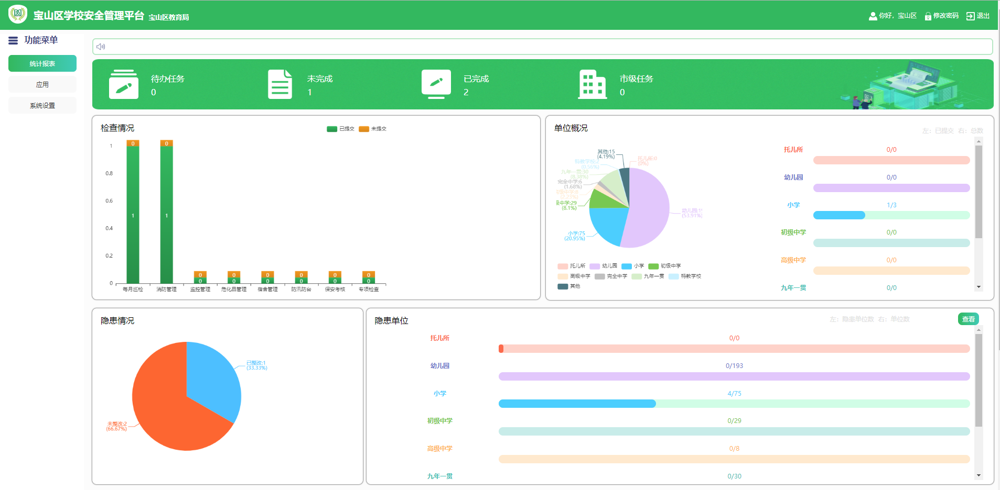 宝山区学校安全管理平台 宝山区教育局
你好，宝山区 修改密码 退出
功能菜单
统计报表
应用
系统设置
待办任务
0
未完成
1
已完成
2
市级任务
0
检查情况
已提交 未提交
1
0.8
0.6
0.4
0.2
0
0 0
1 1
0 0 0 0 0 0
0 0 0 0 0 0
每月巡检 消防管理 监控管理 危化品管理 宿舍管理 防汛防台 保安考核 专项检查
单位概况
左：已提交 右：总数
其他:15
(4.19%)
托儿所:0
(0%)
特教学校:2
(0.56%)
九年一贯:30
(8.38%)
完全中学:6
(1.68%)
级中学:8
(2.23%)
级中学:29
(8.1%)
小学:75
(20.95%)
幼儿园:1
(53.91%)
托儿所 幼儿园 小学 初级中学
高级中学 完全中学 九年一贯 特教学校
其他
托儿所 0/0
幼儿园 0/0
小学 1/3
初级中学 0/0
高级中学 0/0
九年一贯 0/0
隐患情况
已整改:1
(33.33%)
未整改:2
(66.67%)
隐患单位
左：隐患单位数 右：单位数
查看
托儿所 0/0
幼儿园 0/193
小学 4/75
初级中学 0/29
高级中学 0/8
九年一贯 0/30